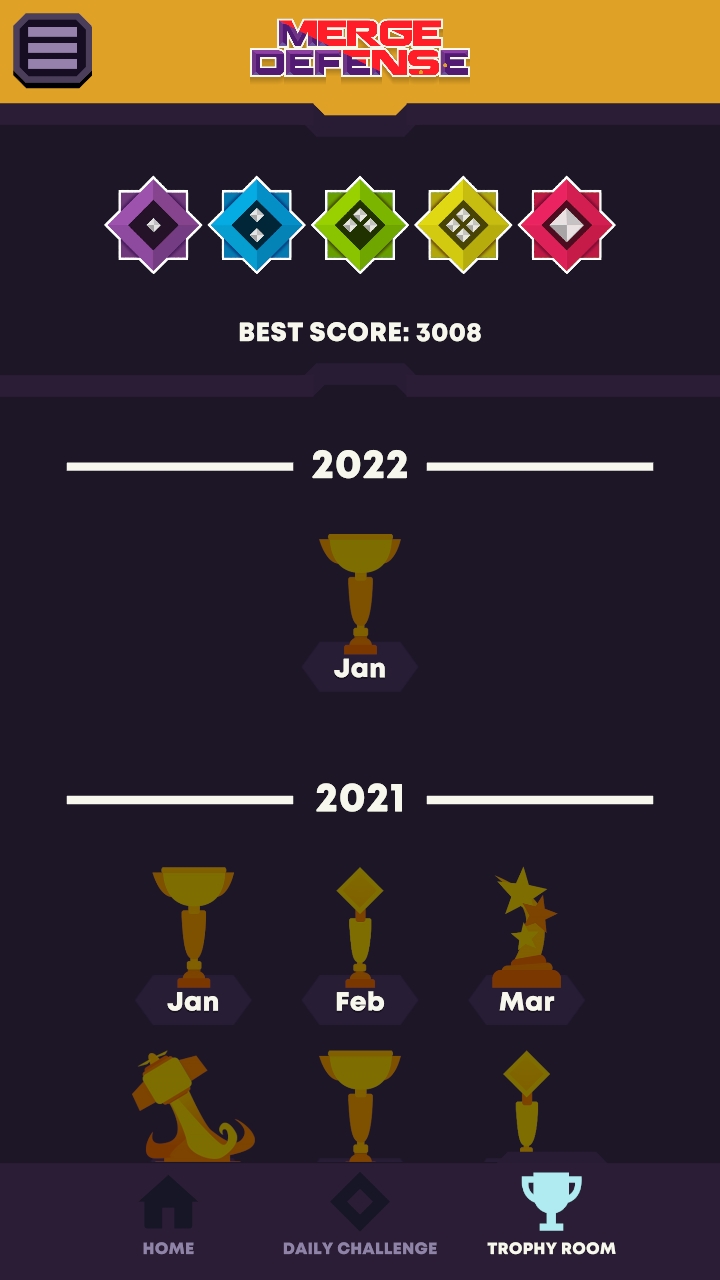 MERGE
DEFENSE
BEST SCORE: 3008
2022
Jan
2021
Jan Feb Mar
HOME DAILY CHALLENGE TROPHY ROOM